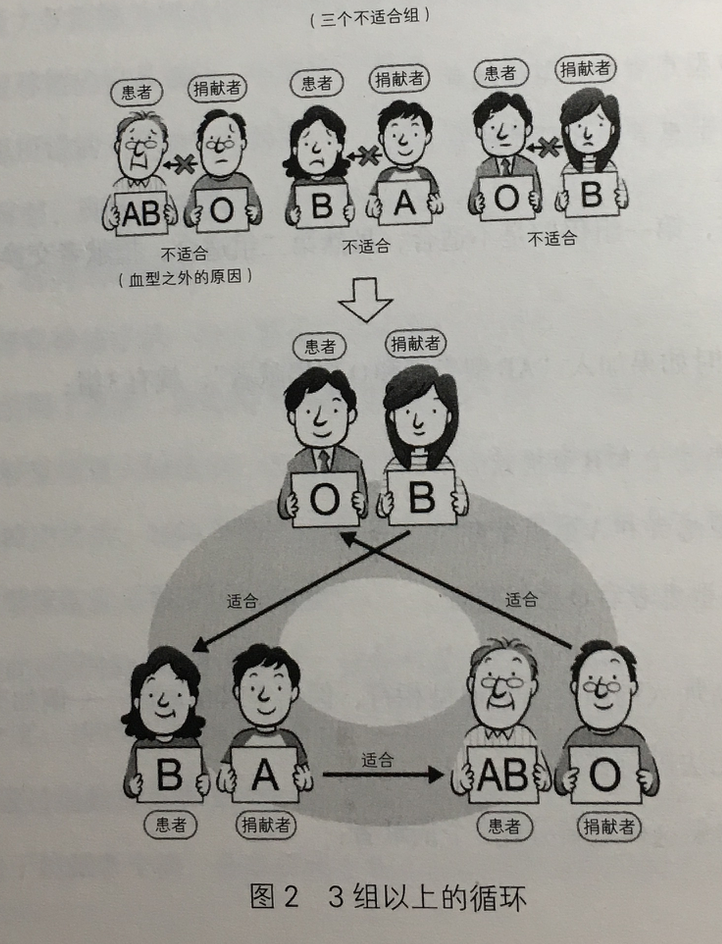 （三个不适合组）
患者 捐献者 患者 捐献者 患者 捐献者
AB O B A O B
不适合 不适合 不适合
（血型之外的原因）
患者 捐献者
O B
适合 适合
适合
B A AB O
患者 捐献者 患者 捐献者
图2 3组以上的循环